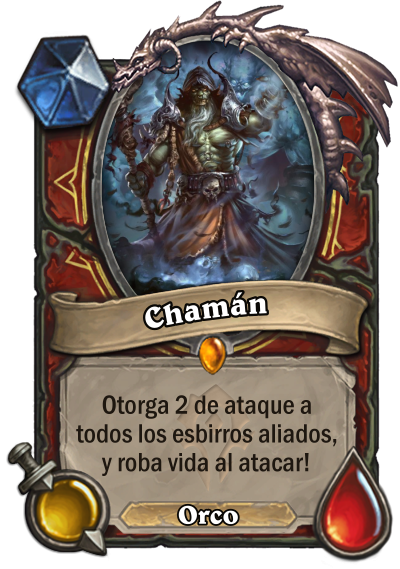 Chamán
Otorga 2 de ataque a
todos los esbirros aliados,
y roba vida al atacar!
Orco